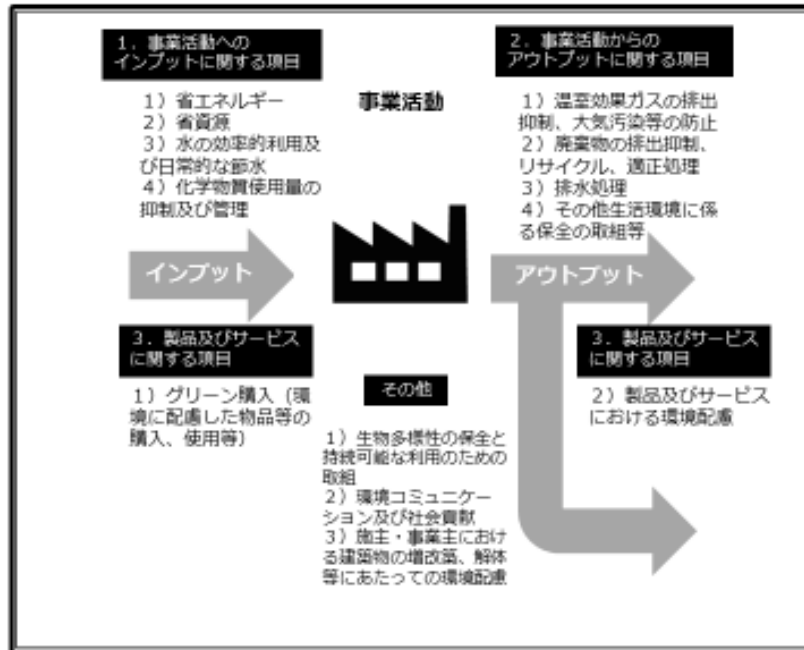 1．事業活動への
インプットに関する項目
1）省エネルギー
2）省資源
3）水の効率的利用及
び日常的な節水
4）化学物質使用量の
抑制及び管理
インプット
3．製品及びサービス
に関する項目
1）グリーン購入（環
境に配慮した物品等の
購入、使用等）
事業活動
その他
1）生物多様性の保全と
持続可能な利用のための
取組
2）環境コミュニケー
ション及び社会貢献
3）施主・事業主におけ
る建築物の増改築、解体
等にあたっての環境配慮
2．事業活動からの
アウトプットに関する項目
1）温室効果ガスの排出
抑制、大気汚染等の防止
2）廃棄物の排出抑制、
リサイクル、適正処理
3）排水処理
4）その他生活環境に係
る保全の取組等
アウトプット
3．製品及びサービス
に関する項目
2）製品及びサービス
における環境配慮